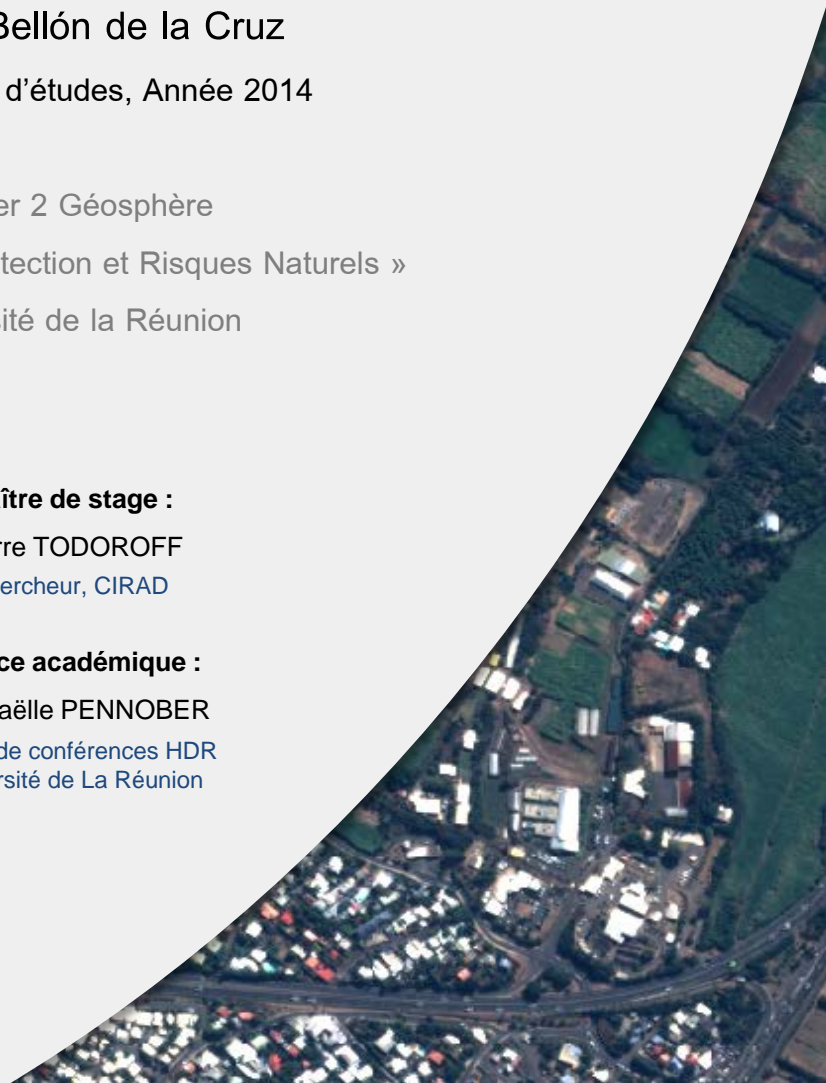 Bellón de la Cruz
d'études, Année 2014
er 2 Géosphère
tection et Risques Naturels »
sité de la Réunion
ître de stage :
rre TODOROFF
ercheur, CIRAD
ce académique :
aëlle PENNOBER
de conférences HDR
rsité de La Réunion